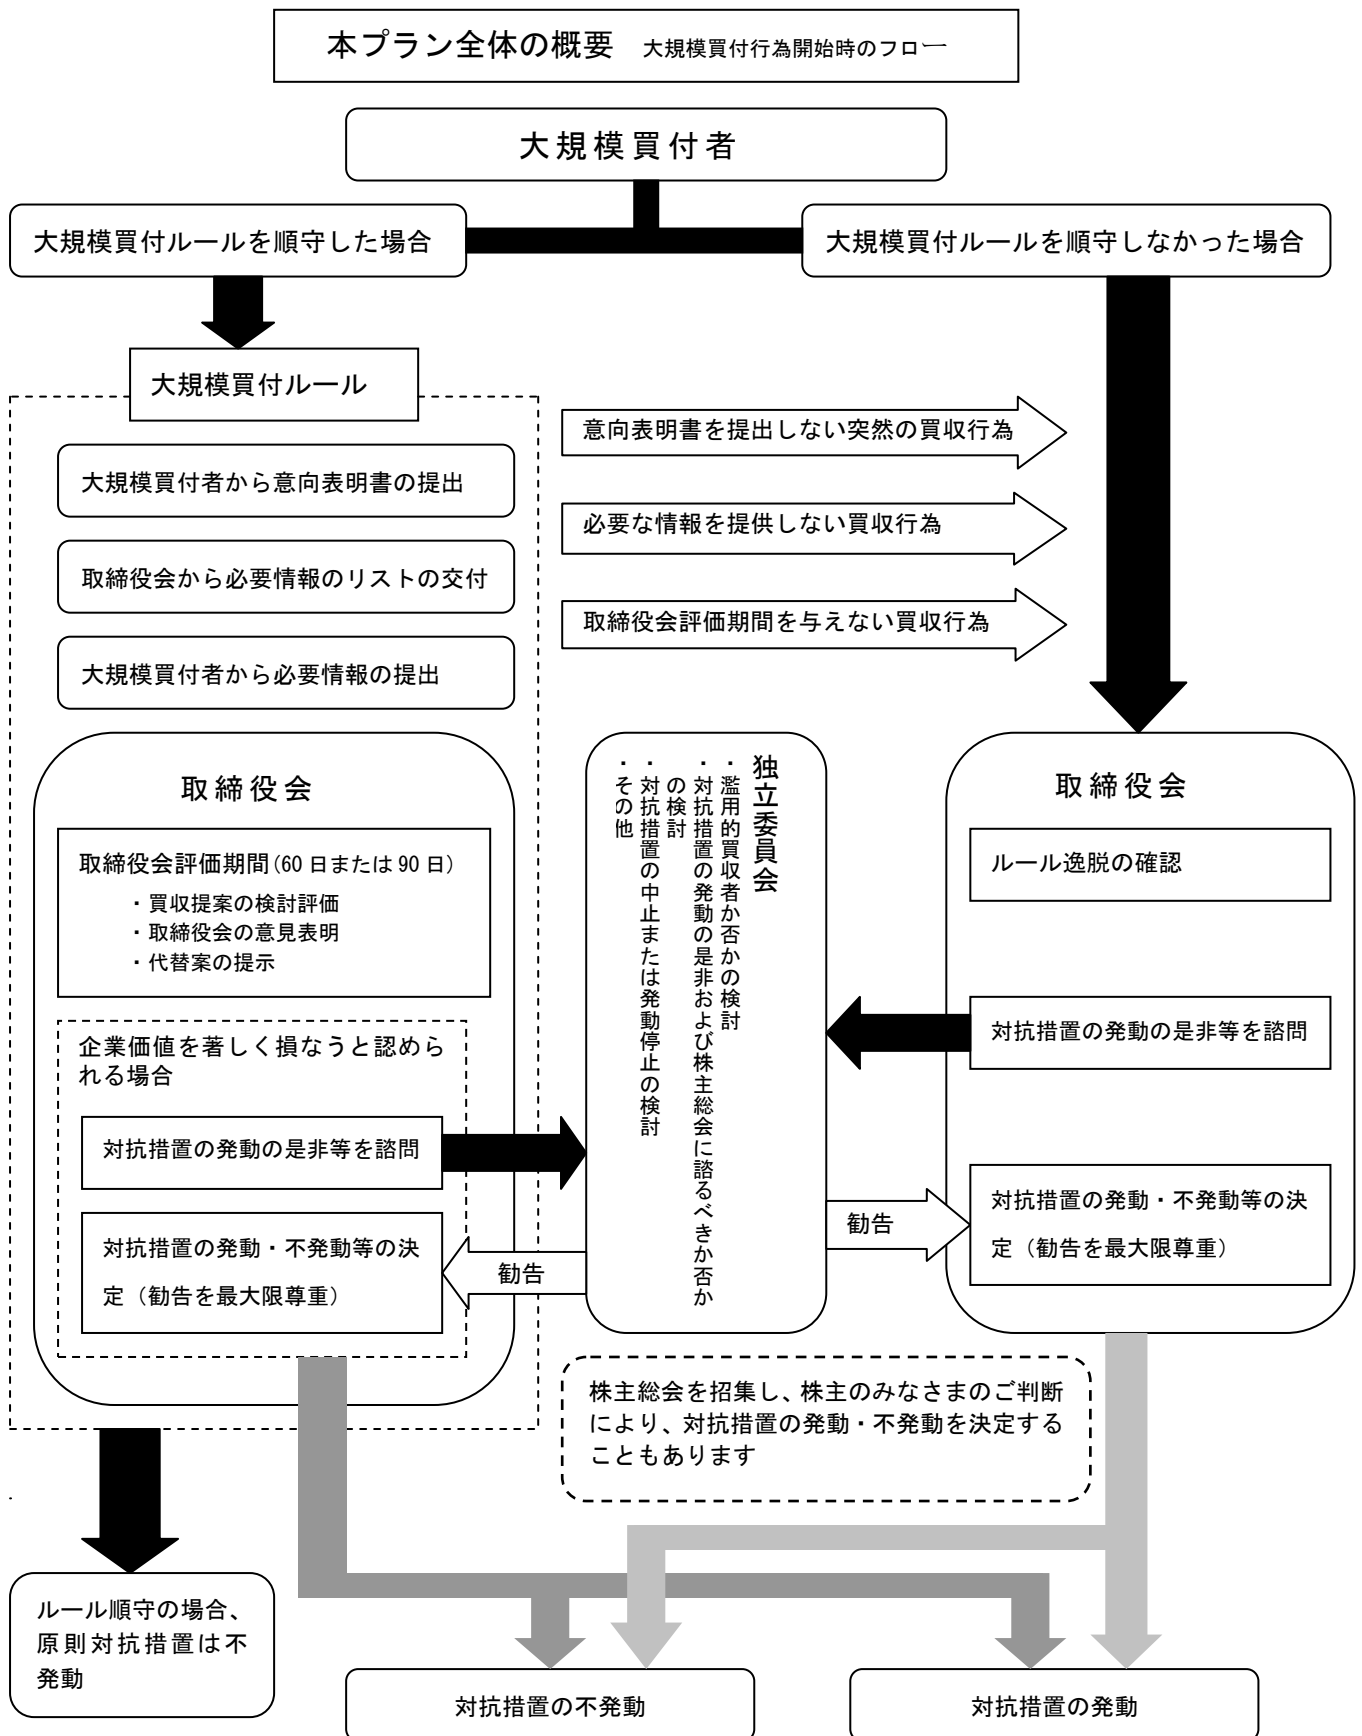 本プラン全体の概要 大規模買付行為開始時のフロー
大規模買付者
大規模買付ルールを順守した場合
大規模買付ルールを順守しなかった場合
大規模買付ルール
大規模買付者から意向表明書の提出
取締役会から必要情報のリストの交付
大規模買付者から必要情報の提出
意向表明書を提出しない突然の買収行為
必要な情報を提供しない買収行為
取締役会評価期間を与えない買収行為
取締役会
取締役会評価期間(60日または90日)
・買収提案の検討評価
・取締役会の意見表明
・代替案の提示
企業価値を著しく損なうと認めら
れる場合
対抗措置の発動の是非等を諮問
対抗措置の発動・不発動等の決
定（勧告を最大限尊重）
勧告
独立委員会
・濫用的買収者か否かの検討
・対抗措置の発動の是非および株主総会に諮るべきか否か
の検討
・対抗措置の中止または発動停止の検討
・その他
取締役会
ルール逸脱の確認
対抗措置の発動の是非等を諮問
勧告
対抗措置の発動・不発動等の決
定（勧告を最大限尊重）
株主総会を招集し、株主のみなさまのご判断
により、対抗措置の発動・不発動を決定する
こともあります
ルール順守の場合、
原則対抗措置は不
発動
対抗措置の不発動
対抗措置の発動